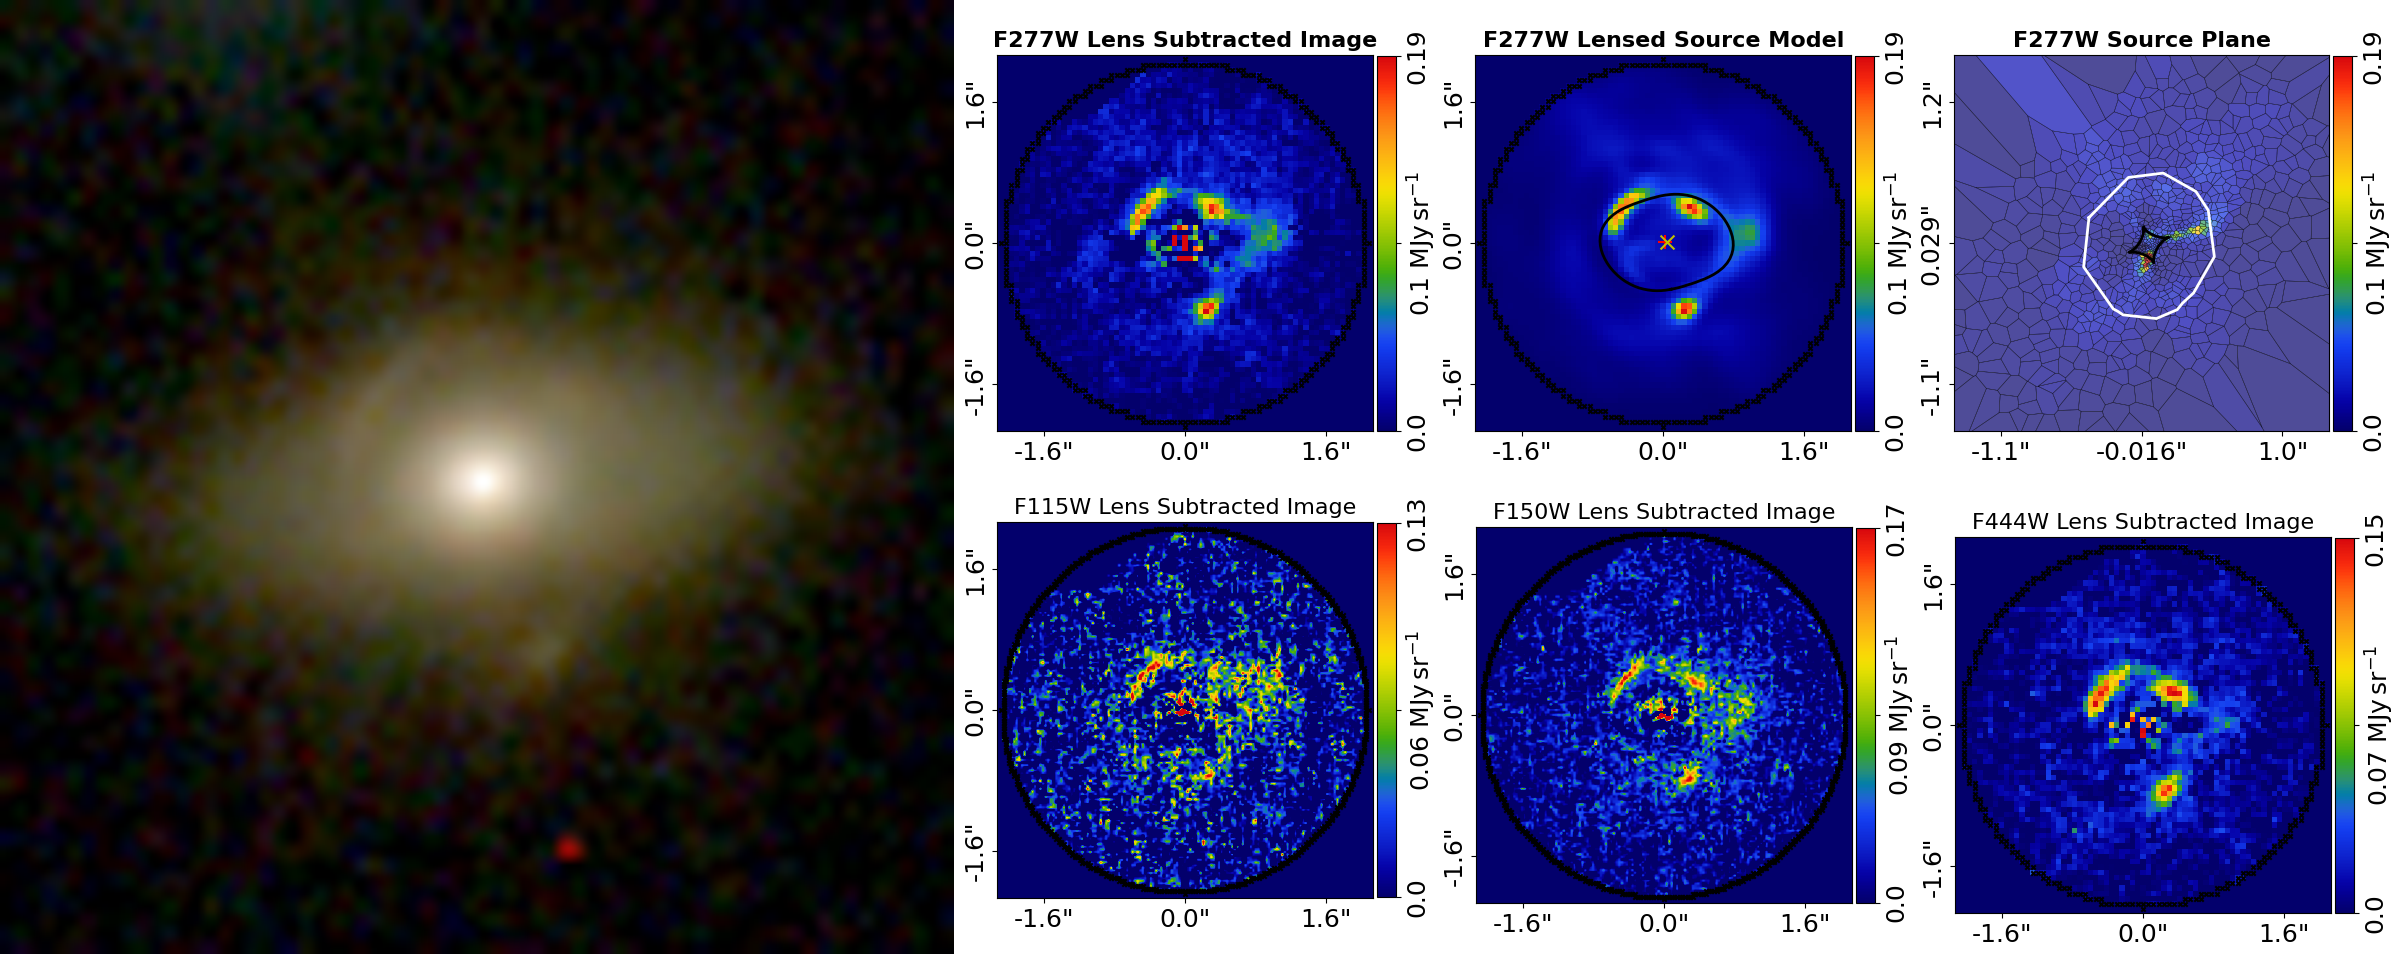 F277W Lens Subtracted Image
1.6"
0.0"
-1.6"
-1.6" 0.0" 1.6"
0.19
0.1 MJy sr⁻¹
0.0
F277W Lensed Source Model
1.6"
0.0"
-1.6"
-1.6" 0.0" 1.6"
0.19
0.1 MJy sr⁻¹
0.0
F277W Source Plane
1.2"
0.029"
-1.1"
-1.1" -0.016" 1.0"
0.19
0.1 MJy sr⁻¹
0.0
F115W Lens Subtracted Image
1.6"
0.0"
-1.6"
-1.6" 0.0" 1.6"
0.13
0.06 MJy sr⁻¹
0.0
F150W Lens Subtracted Image
1.6"
0.0"
-1.6"
-1.6" 0.0" 1.6"
0.17
0.09 MJy sr⁻¹
0.0
F444W Lens Subtracted Image
1.6"
0.0"
-1.6"
-1.6" 0.0" 1.6"
0.15
0.07 MJy sr⁻¹
0.0